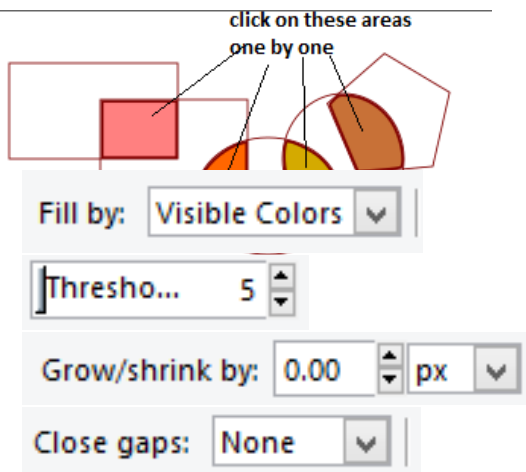 click on these areas
one by one
Fill by: Visible Colors
Thresho... 5
Grow/shrink by: 0.00 px
Close gaps: None